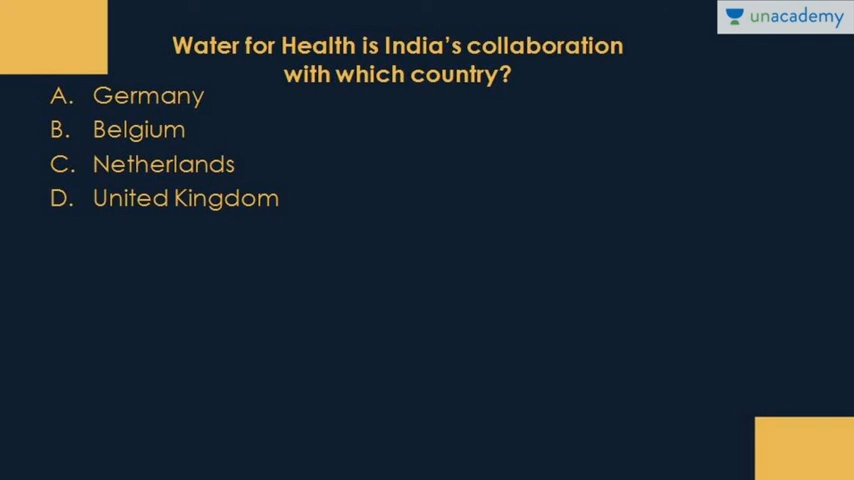 unacademy
Water for Health is India's collaboration
with which country?
A. Germany
B. Belgium
C. Netherlands
D. United Kingdom